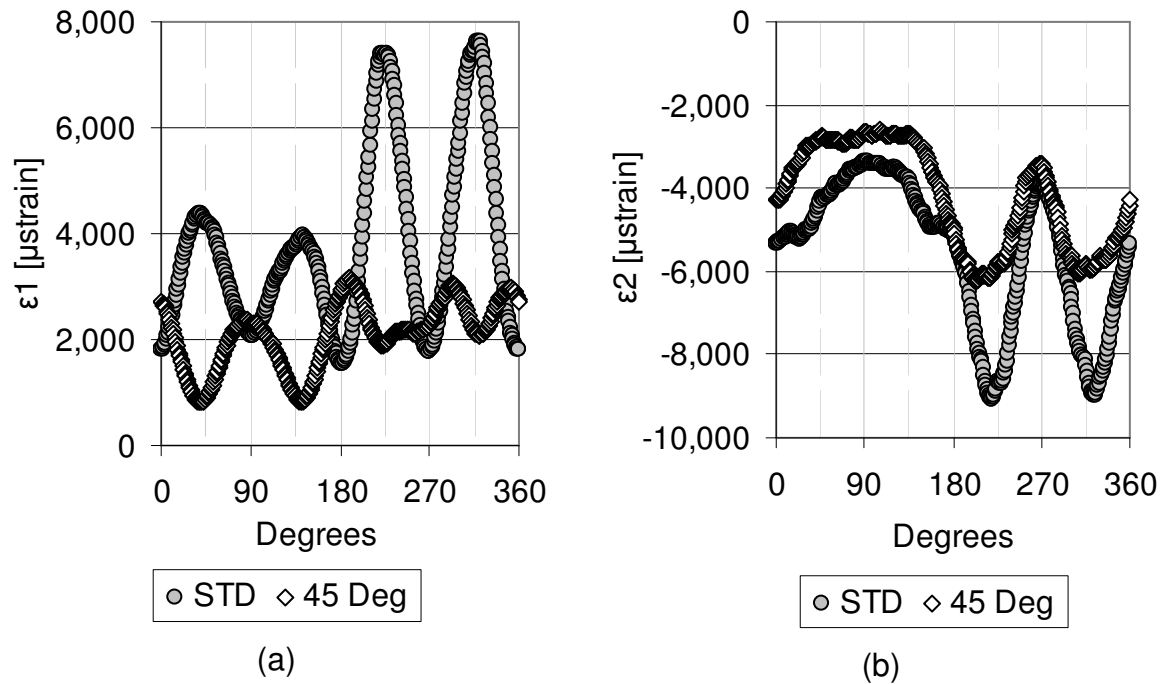 8,000
6,000
4,000
2,000
0
ε1 [µstrain]
0 90 180 270 360
Degrees
STD 45 Deg
(a)
0
-2,000
-4,000
-6,000
-8,000
-10,000
ε2 [µstrain]
0 90 180 270 360
Degrees
STD 45 Deg
(b)